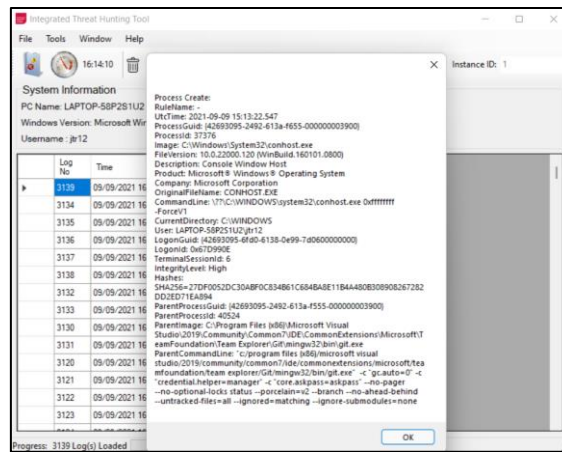 Integrated Threat Hunting Tool
File Tools Window Help
16:14:10
Instance ID: 1
System Information
PC Name: LAPTOP-58P2S1U2
Windows Version: Microsoft Wir
Username : jtr12
Log No Time
3139 09/09/2021 16
3134 09/09/2021 16
3135 09/09/2021 16
3136 09/09/2021 16
3137 09/09/2021 16
3138 09/09/2021 16
3132 09/09/2021 16
3133 09/09/2021 16
3130 09/09/2021 16
3131 09/09/2021 16
3120 09/09/2021 16
3121 09/09/2021 16
3122 09/09/2021 16
3123 09/09/2021 16
Progress: 3139 Log(s) Loaded
Process Create:
RuleName: -
UtcTime: 2021-09-09 15:13:22.547
ProcessGuid: {42693095-2492-613a-f655-000000003900}
ProcessId: 37376
Image: C:\Windows\System32\conhost.exe
FileVersion: 10.0.22000.120 (WinBuild.160101.0800)
Description: Console Window Host
Product: Microsoft® Windows® Operating System
Company: Microsoft Corporation
OriginalFileName: CONHOST.EXE
CommandLine: \??\C:\WINDOWS\system32\conhost.exe 0xffffffff
-ForceV1
CurrentDirectory: C:\WINDOWS
User: LAPTOP-58P2S1U2\jtr12
LogonGuid: {42693095-6fd0-6138-0e99-7d0600000000}
LogonId: 0x67D990E
TerminalSessionId: 6
IntegrityLevel: High
Hashes:
ParentProcessGuid: {42693095-2492-613a-f555-000000003900}
ParentProcessId: 40524
ParentImage: C:\Program Files (x86)\Microsoft Visual
Studio\2019\Community\Common7\IDE\CommonExtensions\Microsoft\T
eamFoundation\Team Explorer\Git\mingw32\bin\git.exe
ParentCommandLine: "c:/program files (x86)/microsoft visual
studio/2019/community/common7/ide/commonextensions/microsoft/tea
mfoundation/team explorer/Git/mingw32/bin/git.exe" -c "gc.auto=0" -c
"credential.helper=manager" -c "core.askpass=askpass" --no-pager
--no-optional-locks status --porcelain=v2 --branch --no-ahead-behind
--untracked-files=all --ignored=matching --ignore-submodules=none
OK